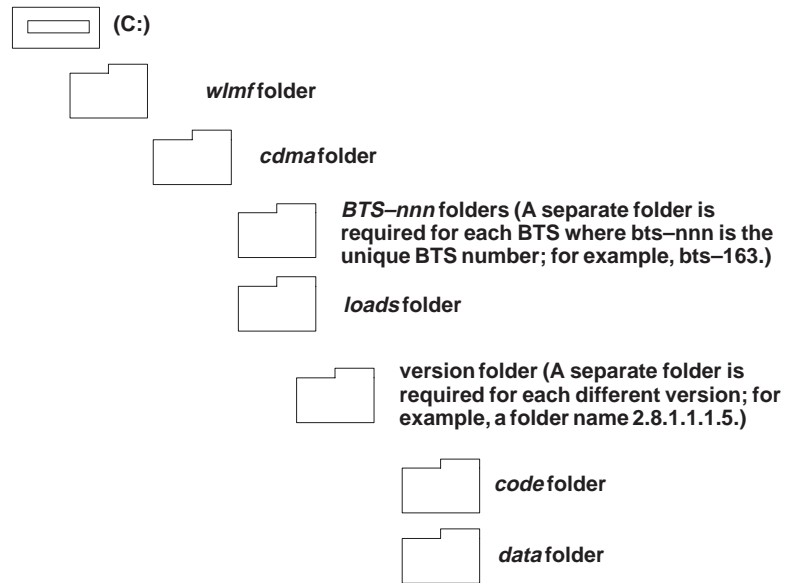 (C:)
wlmf folder
cdma folder
BTS–nnn folders (A separate folder is
required for each BTS where bts–nnn is the
unique BTS number; for example, bts–163.)
loads folder
version folder (A separate folder is
required for each different version; for
example, a folder name 2.8.1.1.1.5.)
code folder
data folder